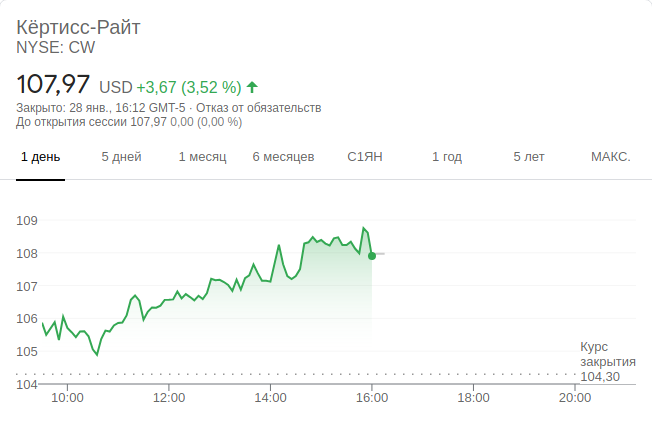 Кёртисс-Райт
NYSE: CW
107,97 USD +3,67 (3,52 %)
Закрыто: 28 янв., 16:12 GMT-5 · Отказ от обязательств
До открытия сессии 107,97 0,00 (0,00 %)
1 день 5 дней 1 месяц 6 месяцев С1ЯН 1 год 5 лет МАКС.
109
108
107
106
105
Курс
закрытия
104,30
104
10:00 12:00 14:00 16:00 18:00 20:00